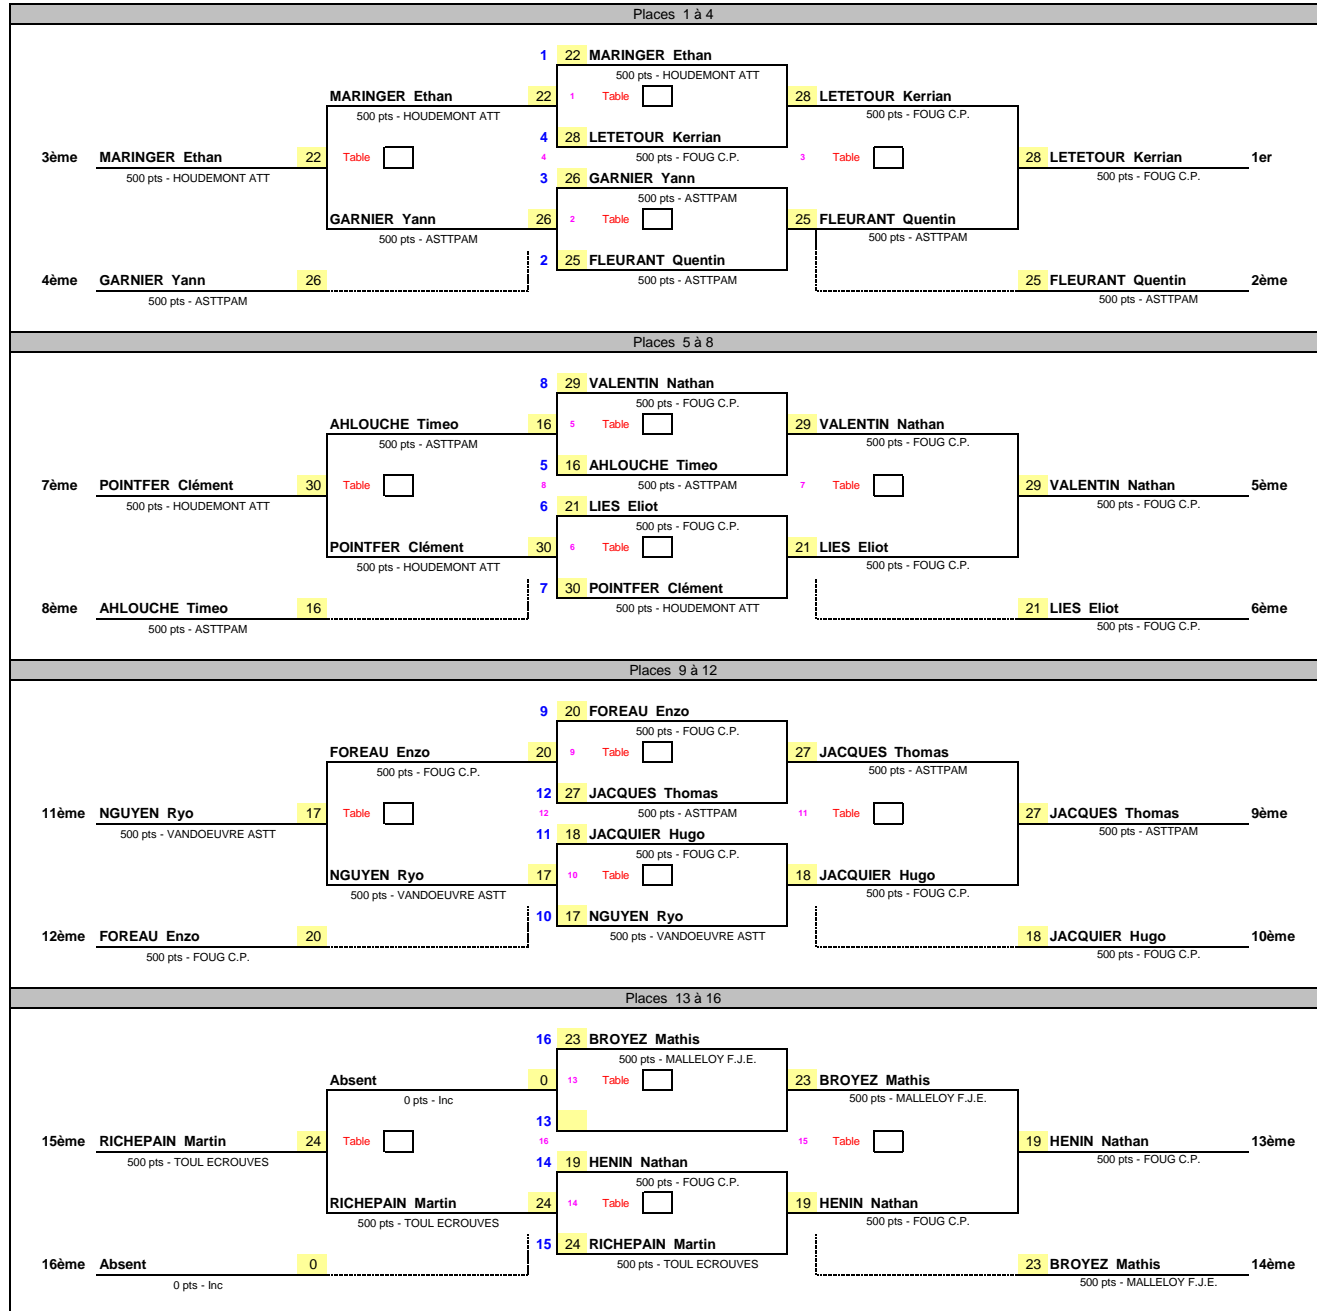 Places 1 à 4
1 22 MARINGER Ethan
500 pts - HOUDEMONT ATT
MARINGER Ethan 22 1 Table 28 LETETOUR Kerrian
500 pts - HOUDEMONT ATT 500 pts - FOUG C.P.
4 28 LETETOUR Kerrian
3ème MARINGER Ethan 22 Table 4 500 pts - FOUG C.P. 3 Table 28 LETETOUR Kerrian 1er
500 pts - HOUDEMONT ATT 3 26 GARNIER Yann 500 pts - FOUG C.P.
500 pts - ASTTPAM
GARNIER Yann 26 2 Table 25 FLEURANT Quentin
500 pts - ASTTPAM 500 pts - ASTTPAM
2 25 FLEURANT Quentin
4ème GARNIER Yann 26 500 pts - ASTTPAM 25 FLEURANT Quentin 2ème
500 pts - ASTTPAM 500 pts - ASTTPAM
Places 5 à 8
8 29 VALENTIN Nathan
500 pts - FOUG C.P.
AHLOUCHE Timeo 16 5 Table 29 VALENTIN Nathan
500 pts - ASTTPAM 500 pts - FOUG C.P.
5 16 AHLOUCHE Timeo
7ème POINTFER Clément 30 Table 8 500 pts - ASTTPAM 7 Table 29 VALENTIN Nathan 5ème
500 pts - HOUDEMONT ATT 6 21 LIES Eliot 500 pts - FOUG C.P.
500 pts - FOUG C.P.
POINTFER Clément 30 6 Table 21 LIES Eliot
500 pts - HOUDEMONT ATT 500 pts - FOUG C.P.
7 30 POINTFER Clément
8ème AHLOUCHE Timeo 16 500 pts - HOUDEMONT ATT 21 LIES Eliot 6ème
500 pts - ASTTPAM 500 pts - FOUG C.P.
Places 9 à 12
9 20 FOREAU Enzo
500 pts - FOUG C.P.
FOREAU Enzo 20 9 Table 27 JACQUES Thomas
500 pts - FOUG C.P. 500 pts - ASTTPAM
12 27 JACQUES Thomas
11ème NGUYEN Ryo 17 Table 12 500 pts - ASTTPAM 11 Table 27 JACQUES Thomas 9ème
500 pts - VANDOEUVRE ASTT 11 18 JACQUIER Hugo 500 pts - ASTTPAM
500 pts - FOUG C.P.
NGUYEN Ryo 17 10 Table 18 JACQUIER Hugo
500 pts - VANDOEUVRE ASTT 500 pts - FOUG C.P.
10 17 NGUYEN Ryo
12ème FOREAU Enzo 20 500 pts - VANDOEUVRE ASTT 18 JACQUIER Hugo 10ème
500 pts - FOUG C.P. 500 pts - FOUG C.P.
Places 13 à 16
16 23 BROYEZ Mathis
500 pts - MALLELOY F.J.E.
Absent 0 13 Table 23 BROYEZ Mathis
0 pts - Inc 500 pts - MALLELOY F.J.E.
13
15ème RICHEPAIN Martin 24 Table 16 15 Table 19 HENIN Nathan 13ème
500 pts - TOUL ECROUVES 14 19 HENIN Nathan 500 pts - FOUG C.P.
500 pts - FOUG C.P.
RICHEPAIN Martin 24 14 Table 19 HENIN Nathan
500 pts - TOUL ECROUVES 500 pts - FOUG C.P.
15 24 RICHEPAIN Martin
16ème Absent 0 500 pts - TOUL ECROUVES 23 BROYEZ Mathis 14ème
0 pts - Inc 500 pts - MALLELOY F.J.E.